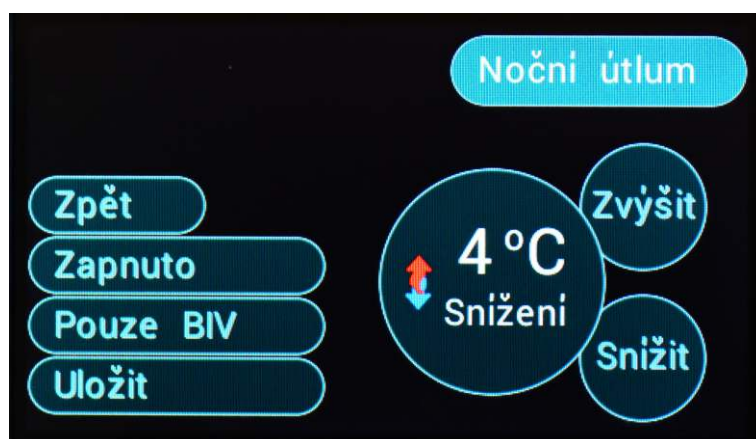 Noční útlum
Zpět
Zapnuto
Pouze BIV
Uložit
4 °C
Snížení
Zvýšit
Snížit